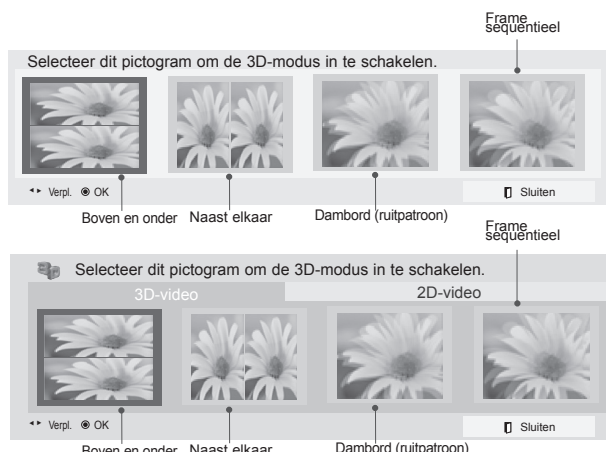 Frame
sequentieel
Selecteer dit pictogram om de 3D-modus in te schakelen.
Verpl. OK
Sluiten
Boven en onder Naast elkaar Dambord (ruitpatroon)
Frame
sequentieel
Selecteer dit pictogram om de 3D-modus in te schakelen.
3D-video 2D-video
Verpl. OK
Sluiten
Boven en onder Naast elkaar Dambord (ruitpatroon)